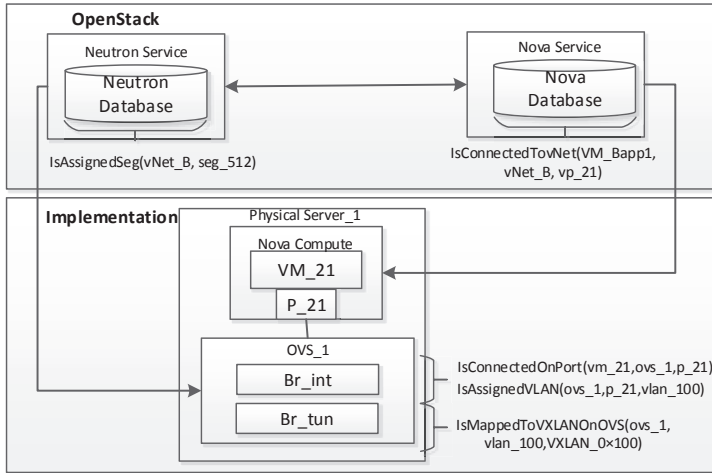 OpenStack
Neutron Service
Neutron
Database
IsAssignedSeg(vNet_B, seg_512)
Nova Service
Nova
Database
IsConnectedTovNet(VM_Bapp1,
vNet_B, vp_21)
Implementation
Physical Server_1
Nova Compute
VM_21
P_21
OVS_1
Br_int
Br_tun
IsConnectedOnPort(vm_21,ovs_1,p_21)
IsAssignedVLAN(ovs_1,p_21,vlan_100)
IsMappedToVXLANOnOVS(ovs_1,
vlan_100,VXLAN_0×100)